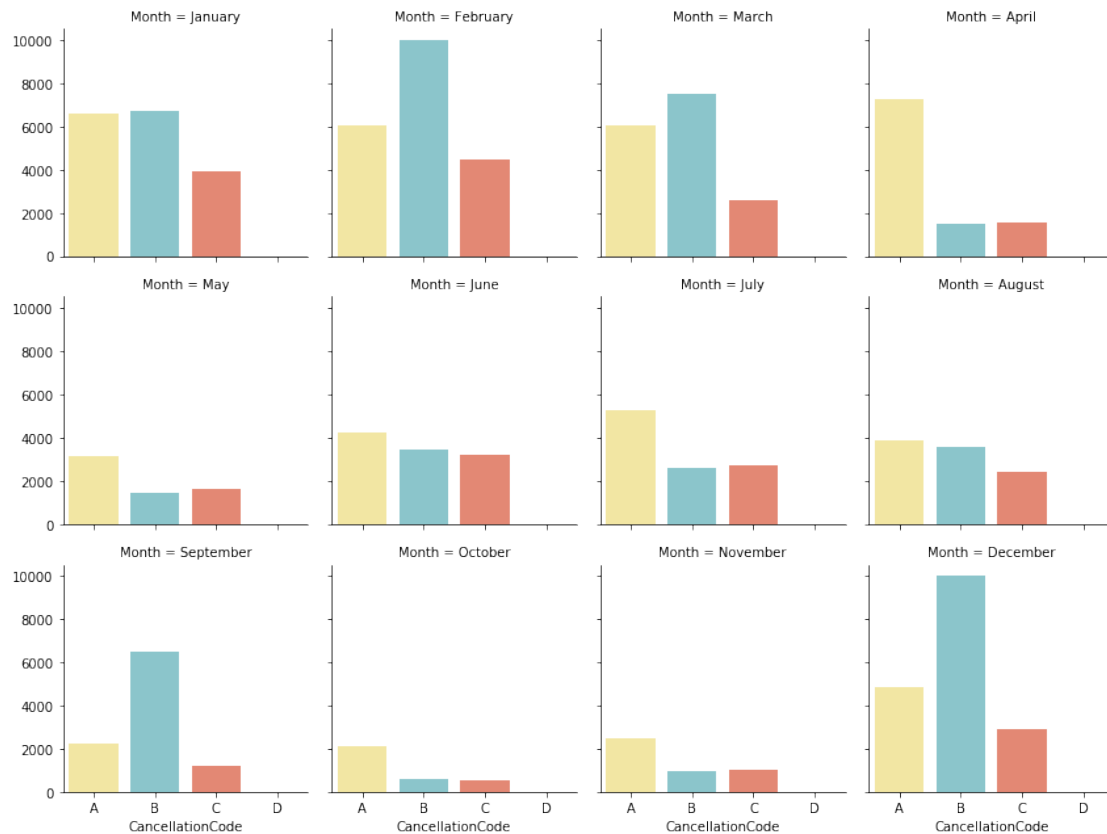 Month = January
Month = February
Month = March
Month = April
10000
8000
6000
4000
2000
0
Month = May
Month = June
Month = July
Month = August
10000
8000
6000
4000
2000
0
Month = September
Month = October
Month = November
Month = December
10000
8000
6000
4000
2000
0
A B C D
A B C D
A B C D
A B C D
CancellationCode
CancellationCode
CancellationCode
CancellationCode